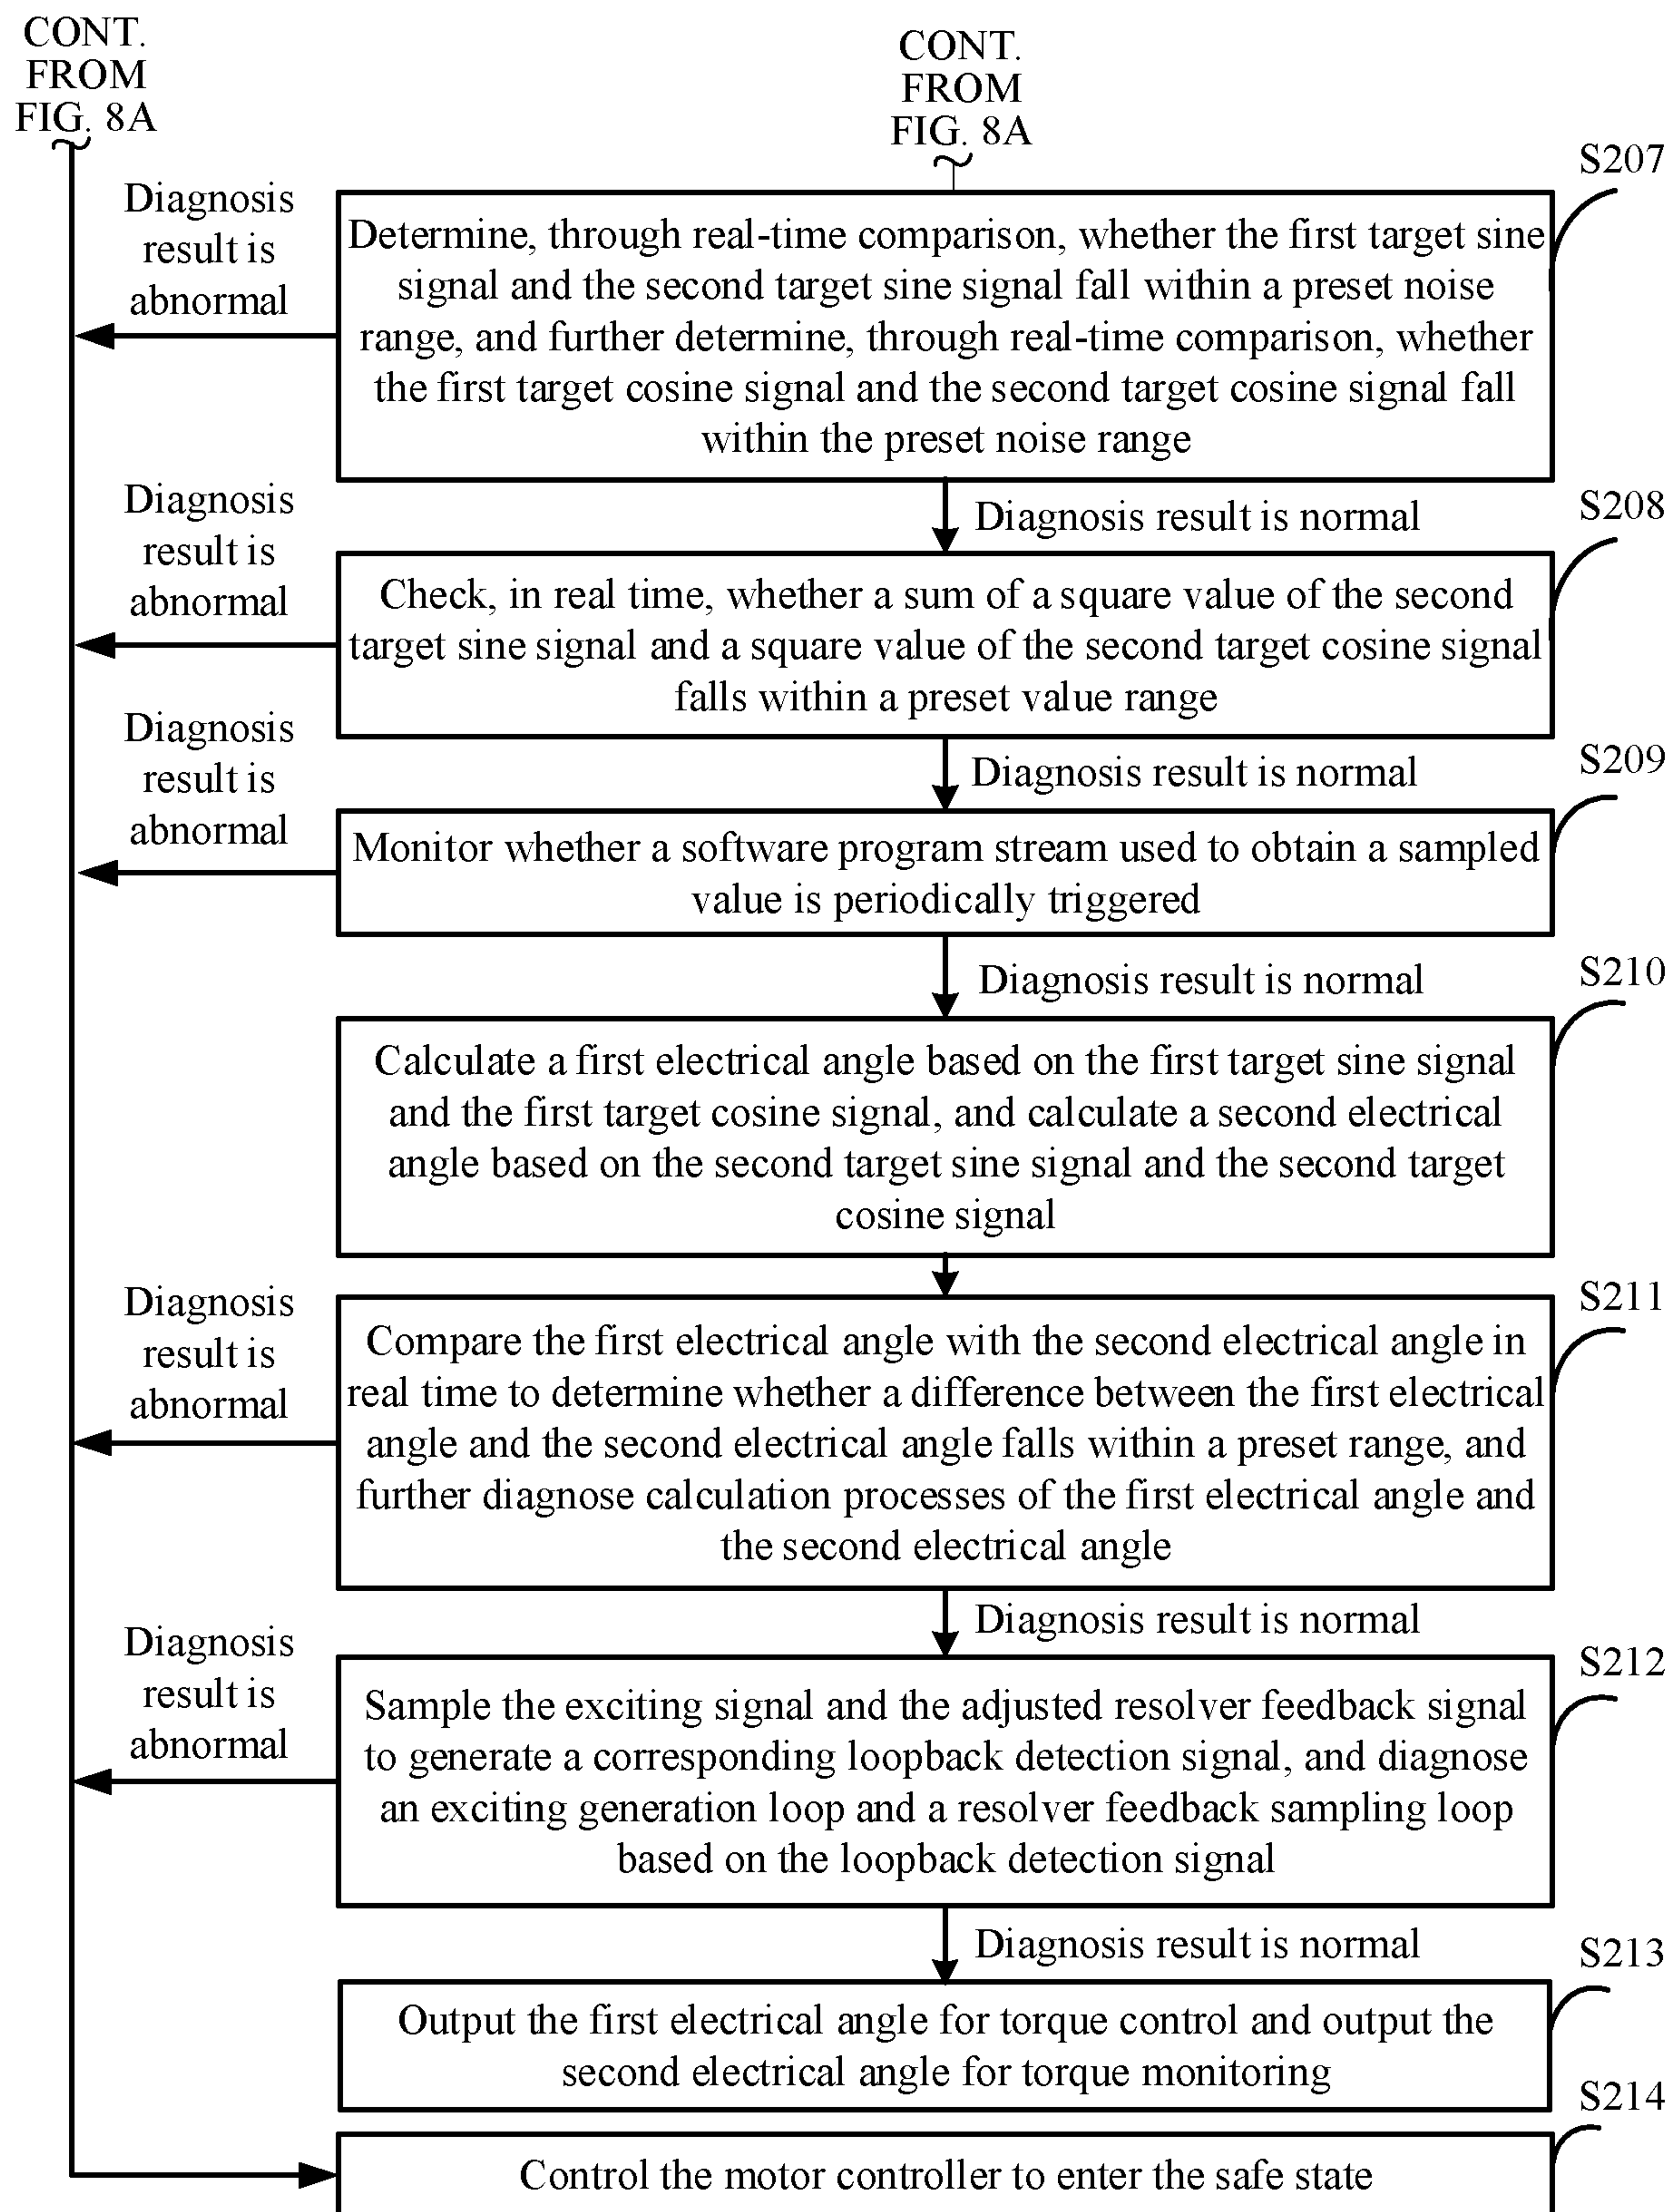 CONT.
FROM
FIG. 8A
CONT.
FROM
FIG. 8A
S207
Diagnosis
result is
abnormal
Determine, through real-time comparison, whether the first target sine
signal and the second target sine signal fall within a preset noise
range, and further determine, through real-time comparison, whether
the first target cosine signal and the second target cosine signal fall
within the preset noise range
Diagnosis result is normal
S208
Diagnosis
result is
abnormal
Check, in real time, whether a sum of a square value of the second
target sine signal and a square value of the second target cosine signal
falls within a preset value range
Diagnosis result is normal
S209
Diagnosis
result is
abnormal
Monitor whether a software program stream used to obtain a sampled
value is periodically triggered
Diagnosis result is normal
S210
Calculate a first electrical angle based on the first target sine signal
and the first target cosine signal, and calculate a second electrical
angle based on the second target sine signal and the second target
cosine signal
S211
Diagnosis
result is
abnormal
Compare the first electrical angle with the second electrical angle in
real time to determine whether a difference between the first electrical
angle and the second electrical angle falls within a preset range, and
further diagnose calculation processes of the first electrical angle and
the second electrical angle
Diagnosis result is normal
S212
Diagnosis
result is
abnormal
Sample the exciting signal and the adjusted resolver feedback signal
to generate a corresponding loopback detection signal, and diagnose
an exciting generation loop and a resolver feedback sampling loop
based on the loopback detection signal
Diagnosis result is normal
S213
Output the first electrical angle for torque control and output the
second electrical angle for torque monitoring
S214
Control the motor controller to enter the safe state